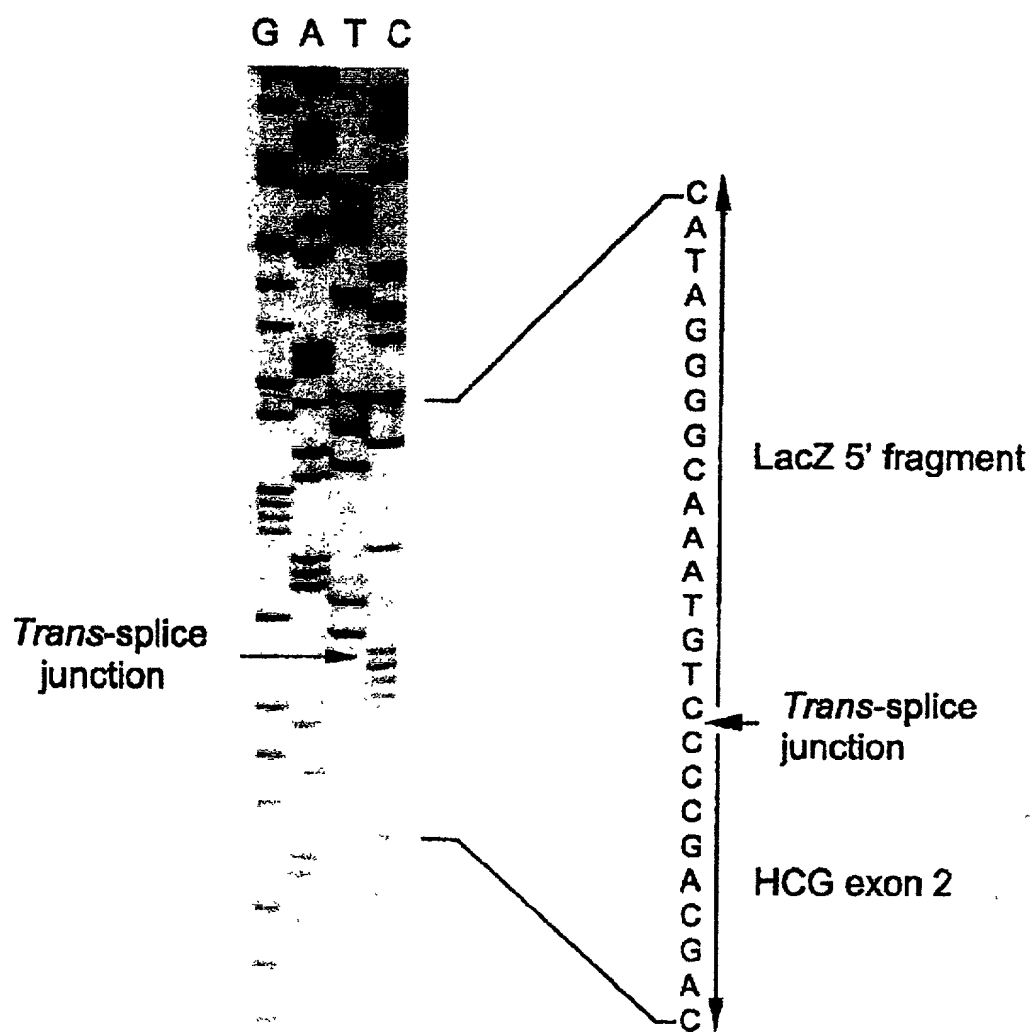 G A T C
C
A
T
A
G
G
G
G
C
A
A
A
T
G
T
C
C
C
C
G
A
C
G
A
C
LacZ 5' fragment
Trans-splice
junction
Trans-splice
junction
HCG exon 2